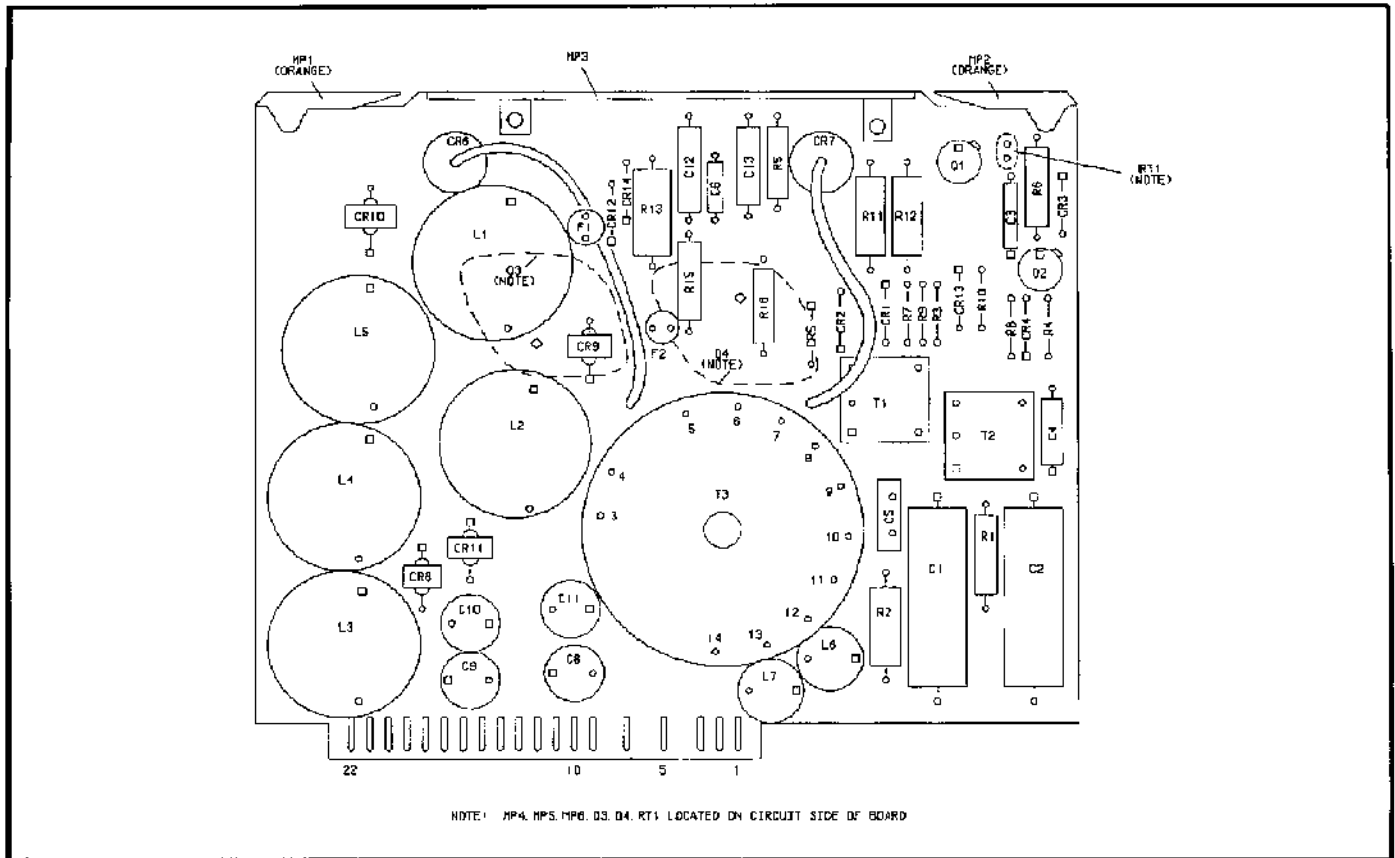 MP1
(ORANGE)
MP3
MP2
(ORANGE)
CR6
CR7
Q1
RT1
(NOTE)
C12
C6
C13
R5
CR14
CR12
R13
R11
R12
C3
R6
CR3
CR10
L1
F1
Q3
(NOTE)
R15
R16
Q2
L5
CR9
F2
Q4
(NOTE)
CR5
CR2
CR1
R7
R9
R3
CR13
R10
R8
CR4
R4
L2
T1
T2
5
6
7
8
4
3
T3
9
10
11
12
13
14
L4
C5
CR11
CR8
C1
R1
C2
L3
C10
C11
R2
C9
C8
L6
L7
22
10
5
1
NOTE: MP4, MP5, MP6, Q3, Q4, RT1 LOCATED ON CIRCUIT SIDE OF BOARD